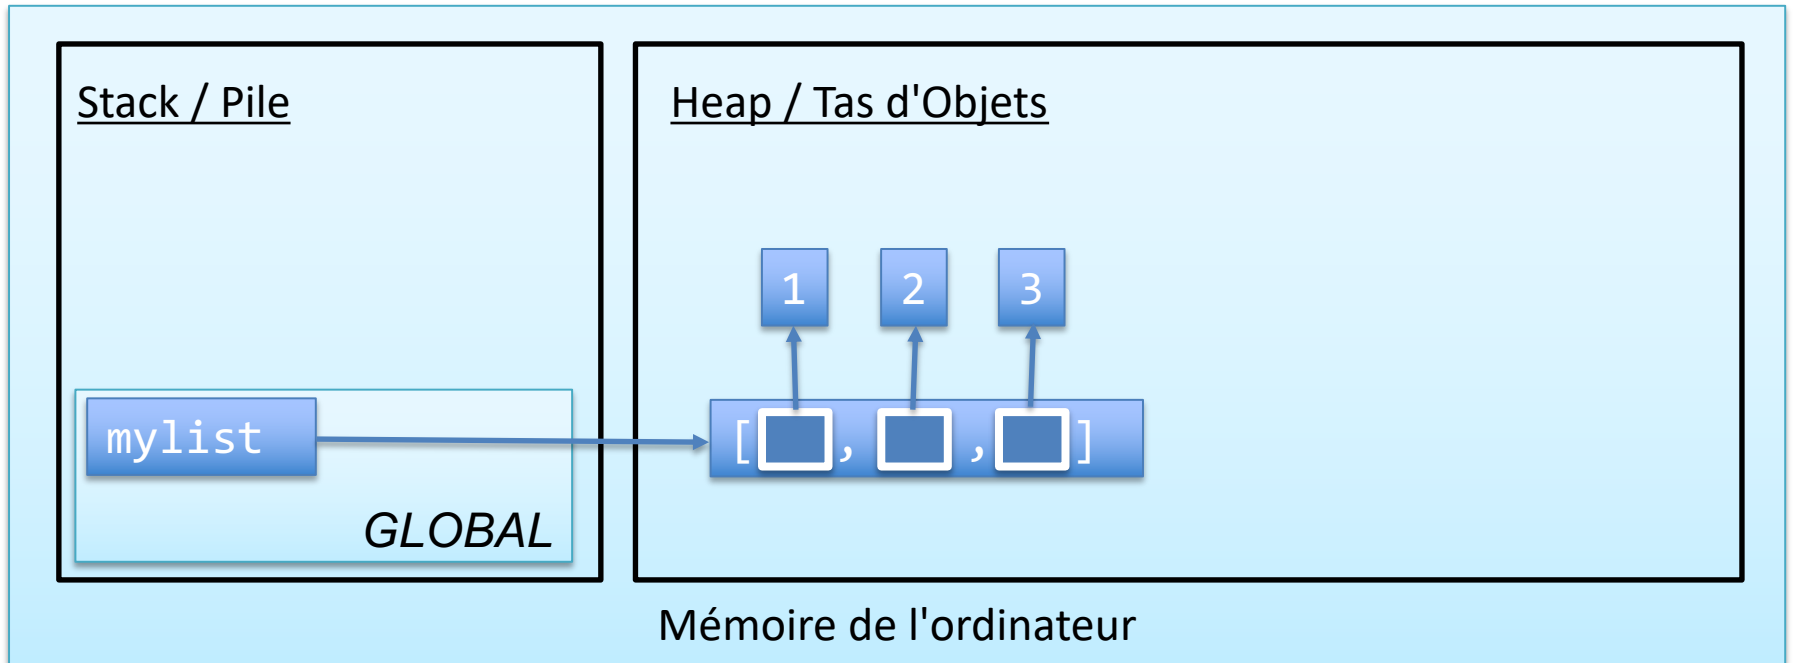 Stack / Pile
Heap / Tas d'Objets
1 2 3
mylist
[ , , ]
GLOBAL
Mémoire de l'ordinateur